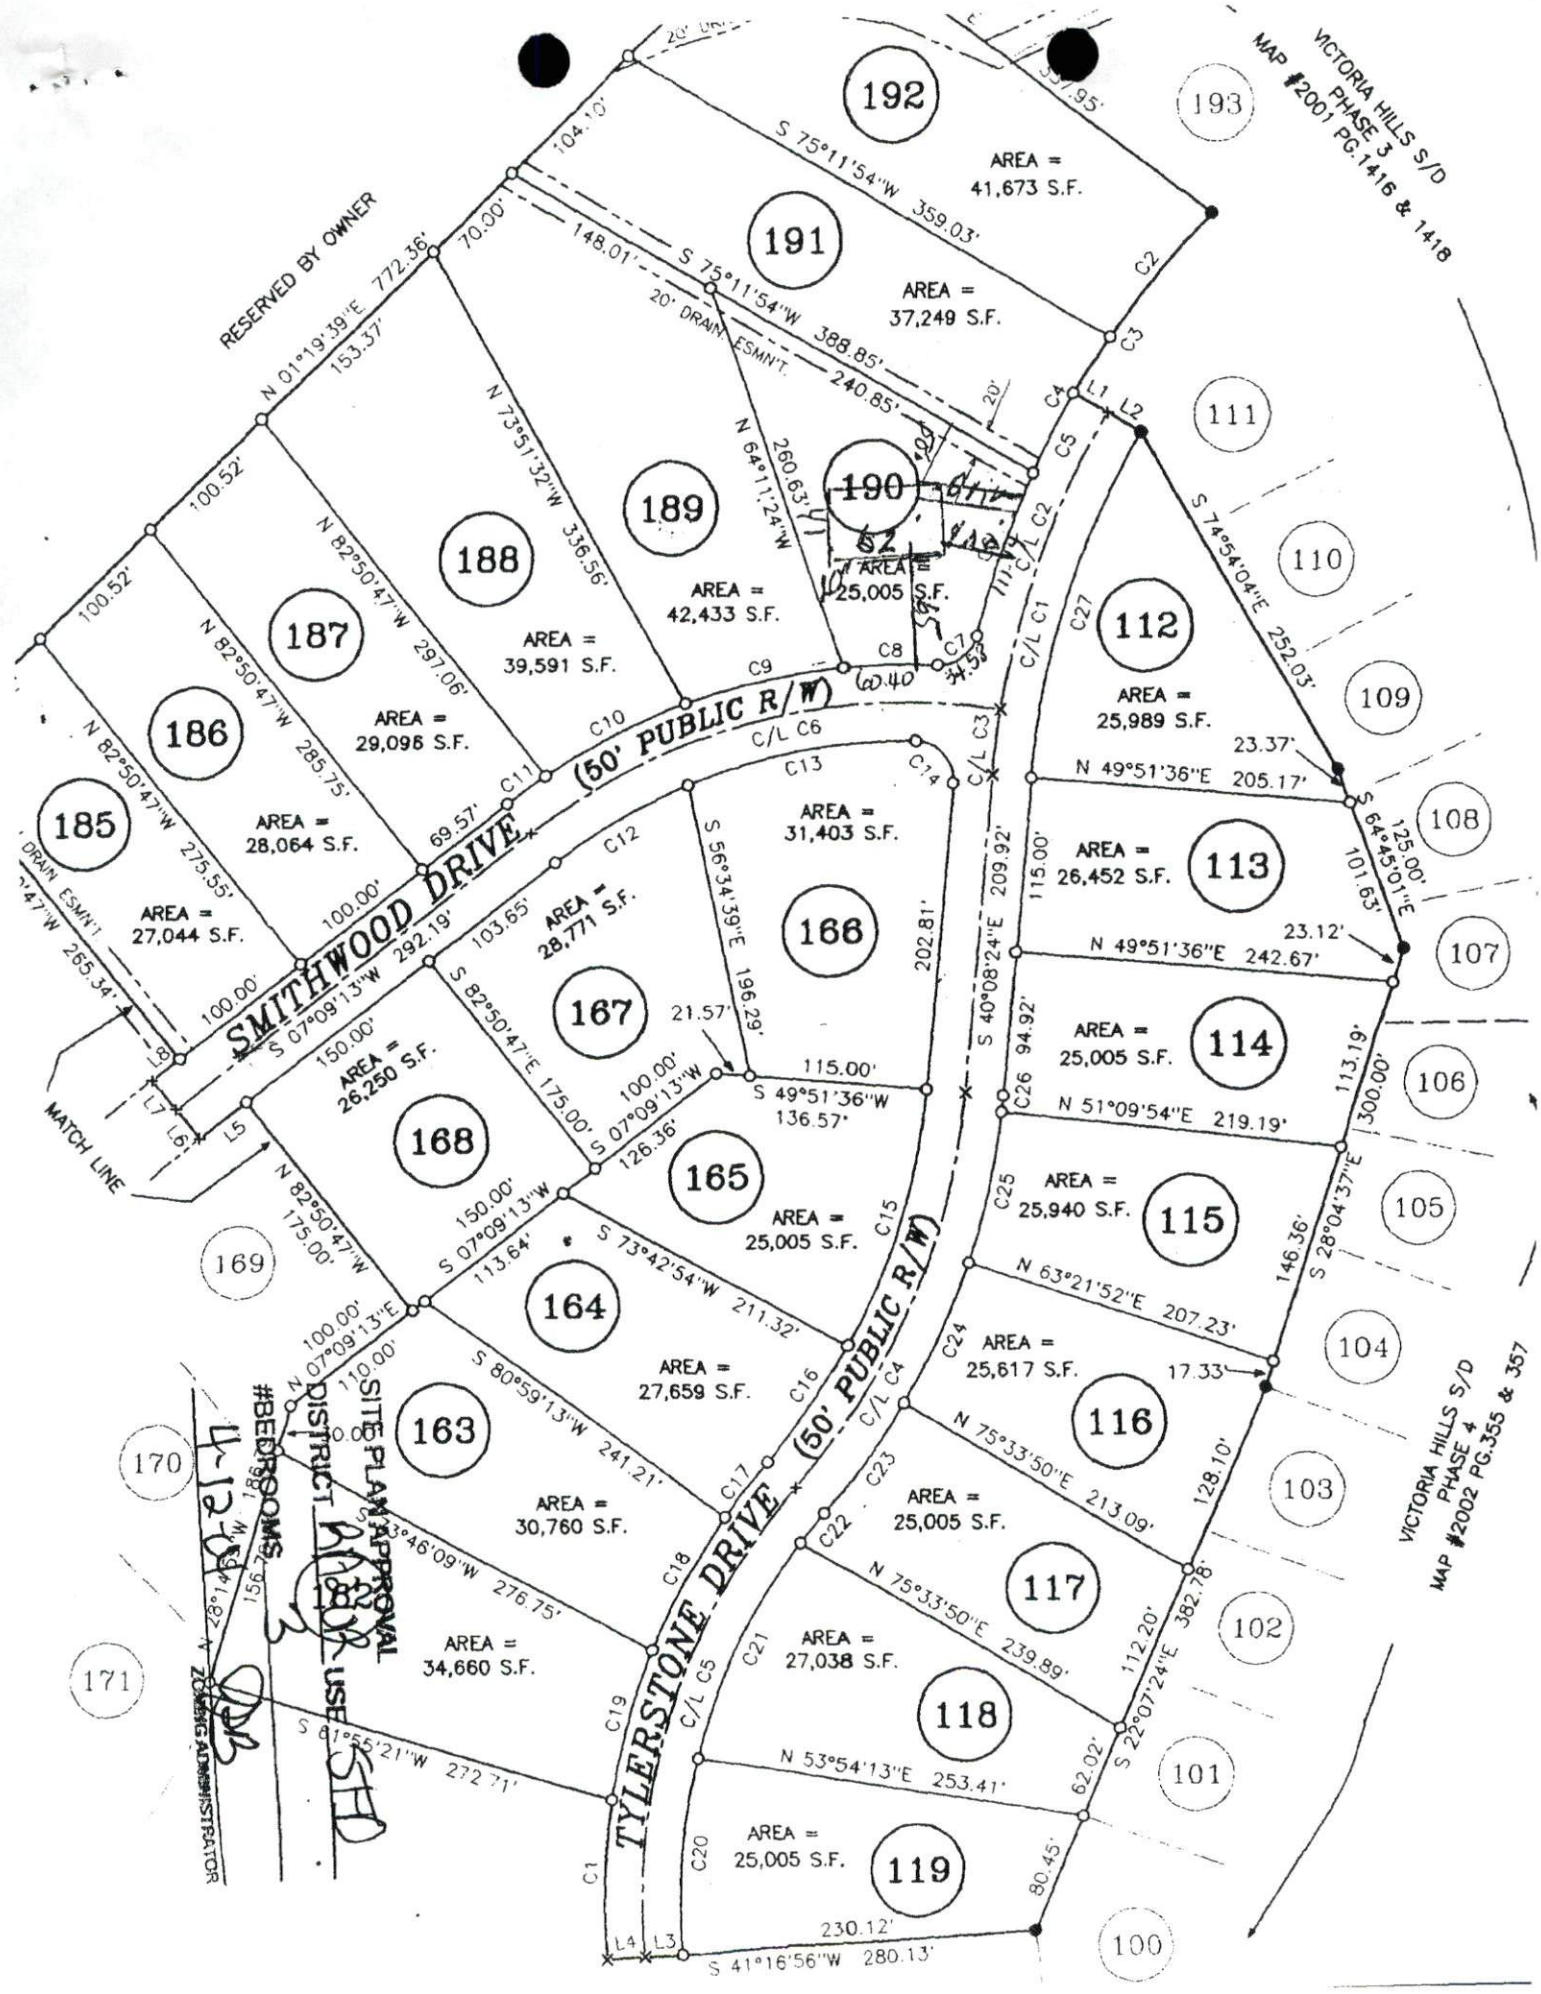 20' DR
192
AREA =
41,673 S.F.
337.95'
193
VICTORIA HILLS S/D
PHASE 3
MAP #2001 PG.1416 & 1418
104.10'
S 75°11'54"W 359.03'
C2
C3
191
AREA =
37,249 S.F.
RESERVED BY OWNER
N 01°19'39"E 772.36'
70.00'
153.37'
148.01'
S 75°11'54"W 388.85'
20' DRAIN. ESMN'T.
240.85'
20'
C4
L1
L2
C5
111
110
109
S 74°54'04"E 252.03'
190
62
AREA =
25,005 S.F.
N 64°11'24"W
260.63'
C7
34.58
C8
60.40
C/L C2
C/L C1
C27
112
AREA =
25,989 S.F.
N 73°51'32"W 336.56'
189
AREA =
42,433 S.F.
188
AREA =
39,591 S.F.
100.52'
N 82°50'47"W 297.06'
187
AREA =
29,096 S.F.
100.52'
N 82°50'47"W 285.75'
186
AREA =
28,064 S.F.
N 82°50'47"W 275.55'
185
AREA =
27,044 S.F.
DRAIN ESMN'T
'47"W 265.34'
C9
C10
C11
69.57'
100.00'
100.00'
SMITHWOOD DRIVE (50' PUBLIC R/W)
C/L C6
C/L C3
S 07°09'13"W 292.19'
C12
C13
C14
103.65'
150.00'
L8
L7
L6
L5
MATCH LINE
166
AREA =
31,403 S.F.
S 56°34'39"E 196.29'
202.81'
S 40°08'24"E 209.92'
115.00'
N 49°51'36"E 205.17'
23.37'
S 64°45'01"E
125.00'
101.63'
108
113
AREA =
26,452 S.F.
23.12'
107
N 49°51'36"E 242.67'
94.92'
114
AREA =
25,005 S.F.
113.19'
300.00'
106
C26
N 51°09'54"E 219.19'
167
AREA =
28,771 S.F.
S 82°50'47"E 175.00'
21.57'
100.00'
S 07°09'13"W
126.36'
115.00'
S 49°51'36"W
136.57'
168
AREA =
26,250 S.F.
N 82°50'47"W
175.00'
150.00'
S 07°09'13"W
113.64'
165
AREA =
25,005 S.F.
C15
S 73°42'54"W 211.32'
C25
115
AREA =
25,940 S.F.
146.36'
S 28°04'37"E
105
N 63°21'52"E 207.23'
17.33'
104
169
100.00'
N 07°09'13"E
110.00'
164
AREA =
27,659 S.F.
C16
C17
S 80°59'13"W 241.21'
C24
C/L C4
116
AREA =
25,617 S.F.
128.10'
103
N 75°33'50"E 213.09'
C23
C22
117
AREA =
25,005 S.F.
112.20'
S 22°07'24"E 382.78'
102
VICTORIA HILLS S/D
PHASE 4
MAP #2002 PG.355 & 357
170
163
AREA =
30,760 S.F.
C18
276.75'
SITE PLAN APPROVAL
DISTRICT USE SFD
#BEDROOMS 3
ZONING ADMINISTRATOR
171
162
AREA =
34,660 S.F.
C19
S 61°55'21"W 272.71'
TYLERSTONE DRIVE (50' PUBLIC R/W)
C/L C5
C21
N 75°33'50"E 239.89'
118
AREA =
27,038 S.F.
62.02'
101
N 53°54'13"E 253.41'
C1
C20
119
AREA =
25,005 S.F.
80.45'
100
L4
L3
230.12'
S 41°16'56"W 280.13'